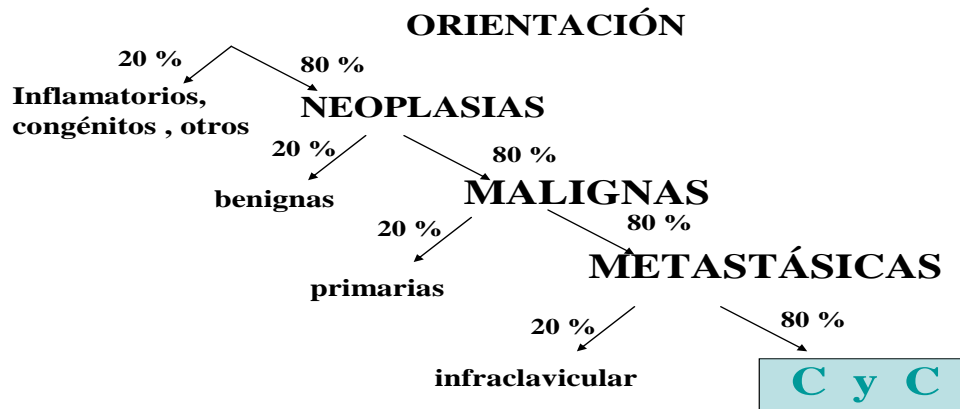 ORIENTACIÓN
20 %
80 %
Inflamatorios,
congénitos , otros
NEOPLASIAS
20 %
80 %
benignas
MALIGNAS
20 %
80 %
primarias
METASTÁSICAS
20 %
80 %
infraclavicular
C y C